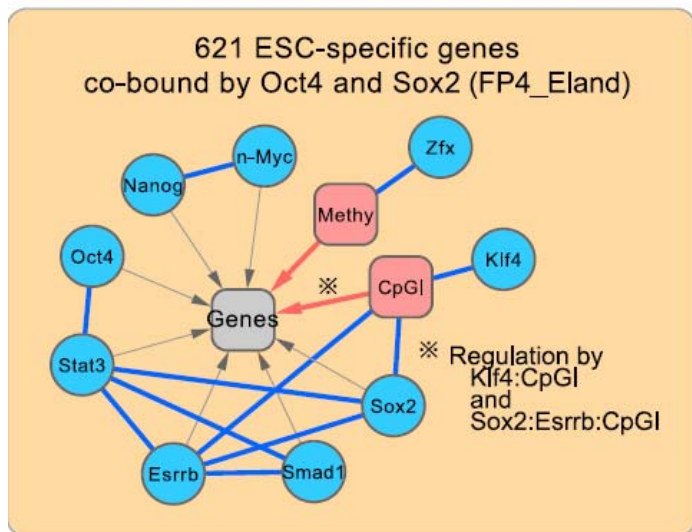 621 ESC-specific genes
co-bound by Oct4 and Sox2 (FP4_Eland)
n-Myc
Zfx
Nanog
Methy
Oct4
Klf4
CpGI
※
Genes
Stat3
※ Regulation by
Klf4:CpGI
and
Sox2:Esrrb:CpGI
Sox2
Esrrb
Smad1